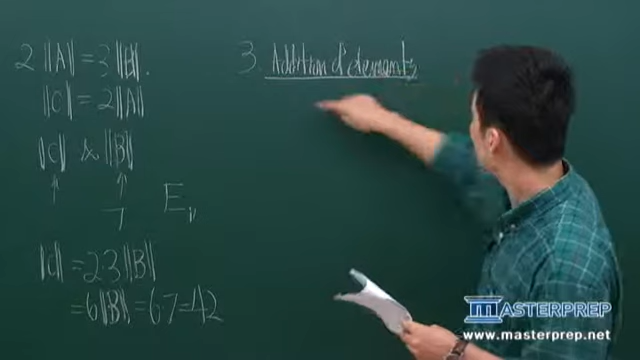 2 ||A|| = 3 ||B||.
||C|| = 2 ||A||
||C|| & ||B||
7
E
||C|| = 2·3 ||B||
= 6 ||B|| = 6·7 = 42
3 Addition of elements
MASTERPREP
www.masterprep.net